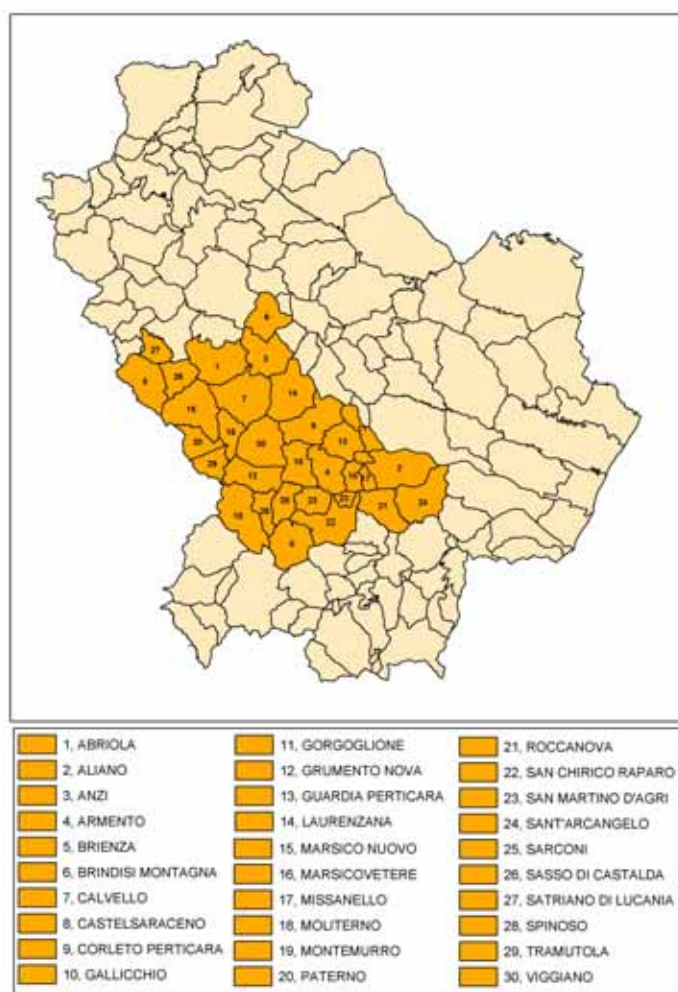 1, ABRIOLA
2, ALIANO
3, ANZI
4, ARMENTO
5, BRIENZA
6, BRINDISI MONTAGNA
7, CALVELLO
8, CASTELSARACENO
9, CORLETO PERTICARA
10, GALLICCHIO
11, GORGOGLIONE
12, GRUMENTO NOVA
13, GUARDIA PERTICARA
14, LAURENZANA
15, MARSICO NUOVO
16, MARSICOVETERE
17, MISSANELLO
18, MOLITERNO
19, MONTEMURRO
20, PATERNO
21, ROCCANOVA
22, SAN CHIRICO RAPARO
23, SAN MARTINO D'AGRI
24, SANT'ARCANGELO
25, SARCONI
26, SASSO DI CASTALDA
27, SATRIANO DI LUCANIA
28, SPINOSO
29, TRAMUTOLA
30, VIGGIANO